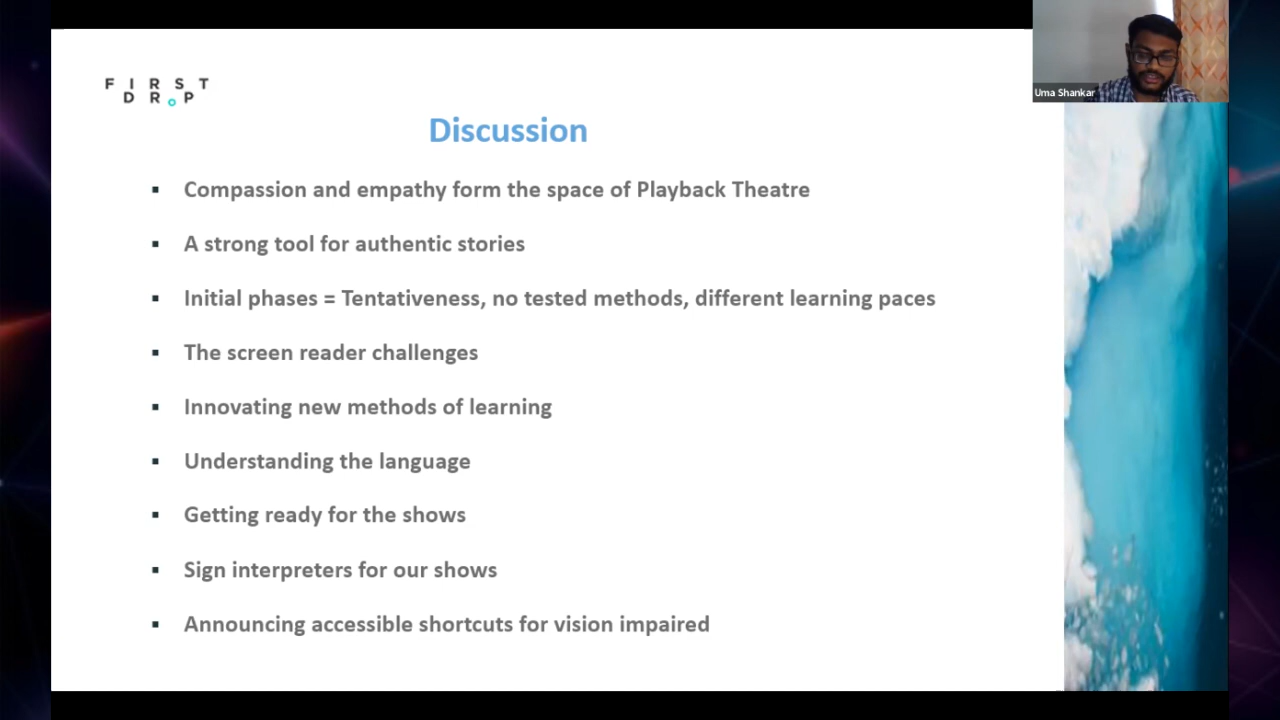 FIRST
DROP
Uma Shankar
Discussion
▪ Compassion and empathy form the space of Playback Theatre
▪ A strong tool for authentic stories
▪ Initial phases = Tentativeness, no tested methods, different learning paces
▪ The screen reader challenges
▪ Innovating new methods of learning
▪ Understanding the language
▪ Getting ready for the shows
▪ Sign interpreters for our shows
▪ Announcing accessible shortcuts for vision impaired